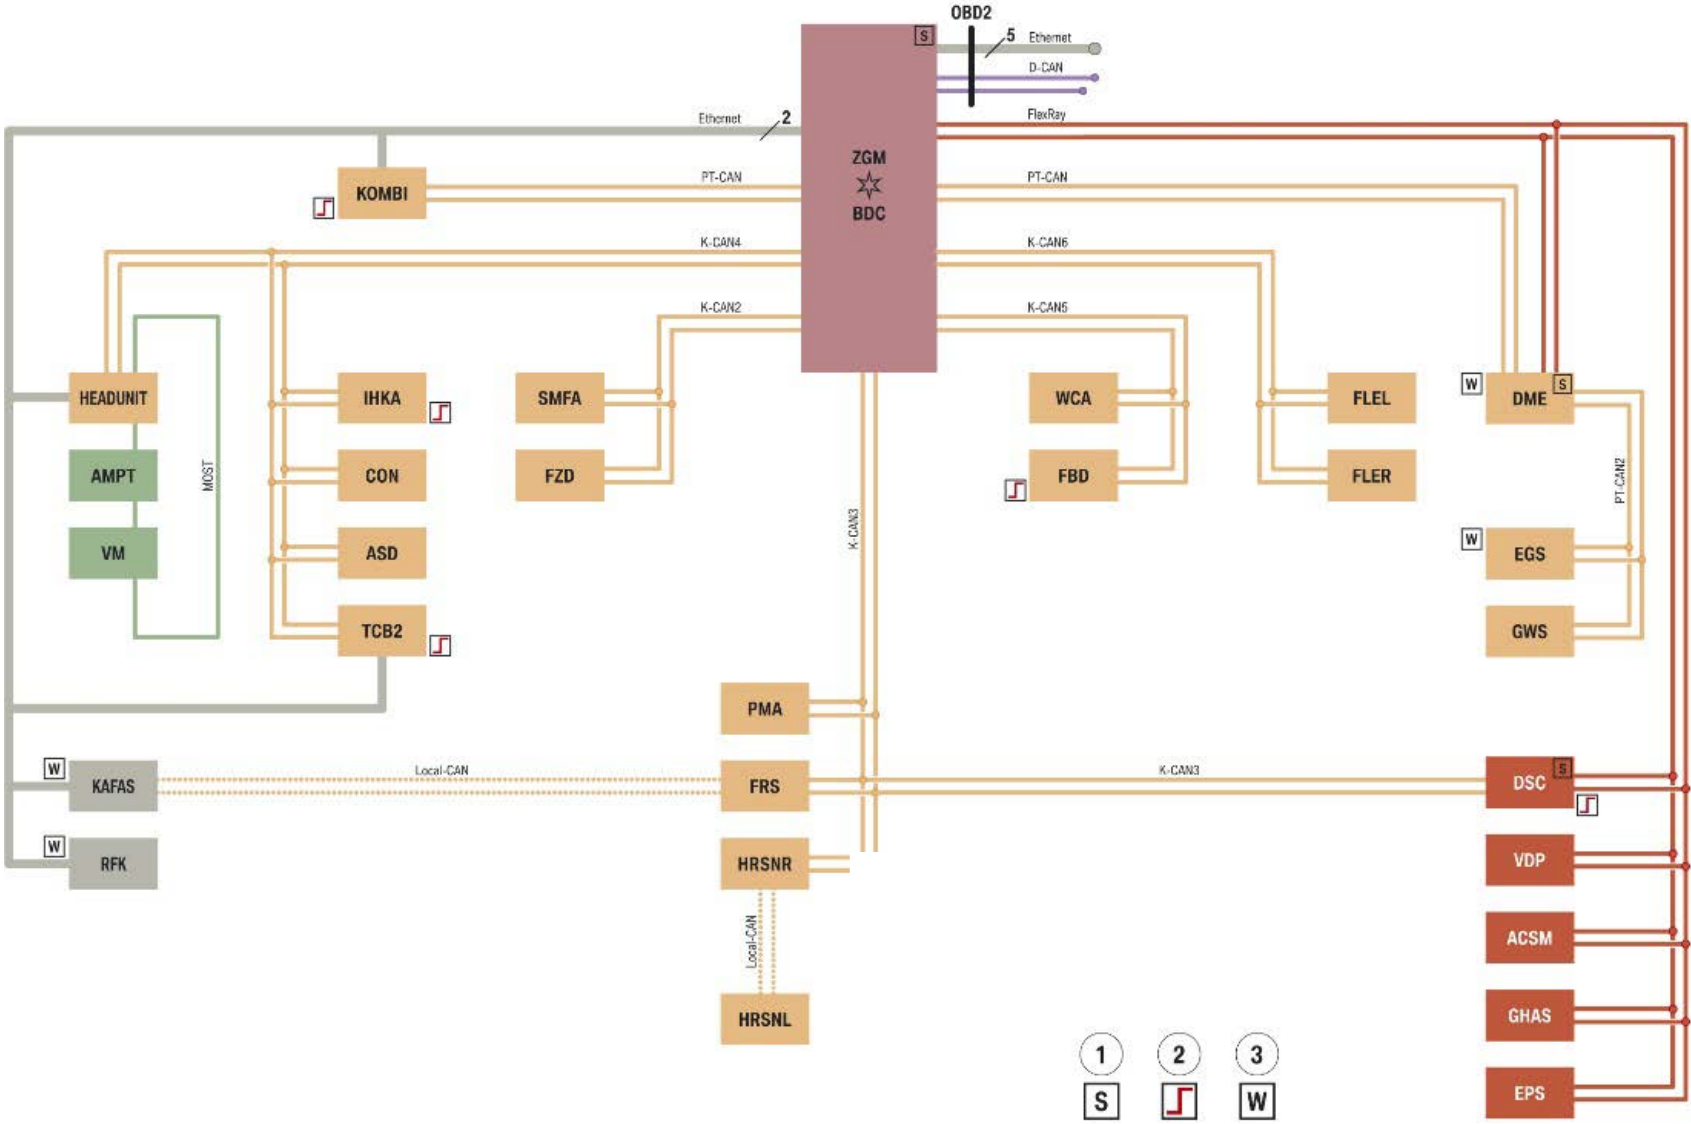 OBD2
S
5
Ethernet
D-CAN
Ethernet
2
FlexRay
ZGM
BDC
KOMBI
PT-CAN
PT-CAN
K-CAN4
K-CAN6
K-CAN2
K-CAN5
HEADUNIT
IHKA
SMFA
WCA
FLEL
W
DME
S
AMPT
MOST
CON
FZD
FBD
FLER
PT-CAN2
VM
ASD
K-CAN3
W
EGS
TCB2
GWS
PMA
W
KAFAS
Local-CAN
FRS
K-CAN3
DSC
S
W
RFK
HRSNR
VDP
Local-CAN
ACSM
HRSNL
GHAS
1
2
3
S
W
EPS